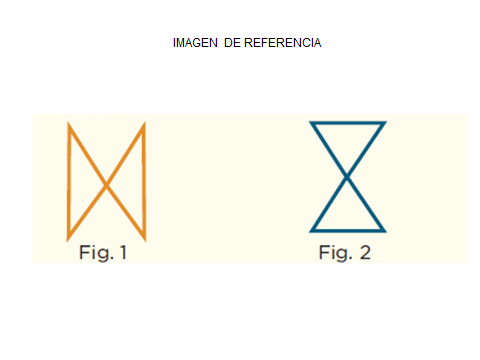 IMAGEN DE REFERENCIA
Fig. 1
Fig. 2